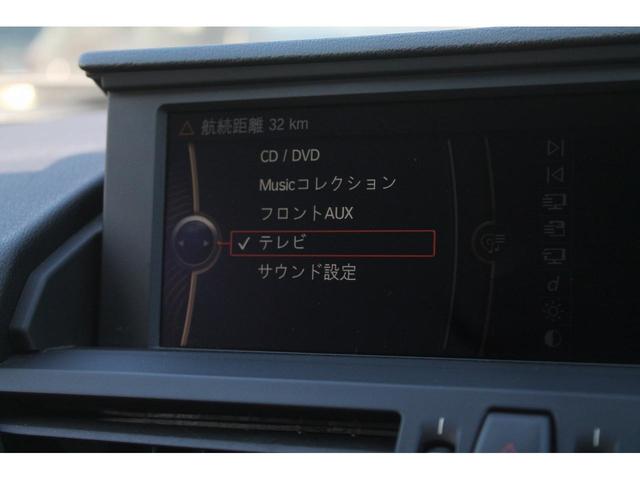 航続距離 32 km
CD / DVD
Musicコレクション
フロントAUX
✓ テレビ
サウンド設定